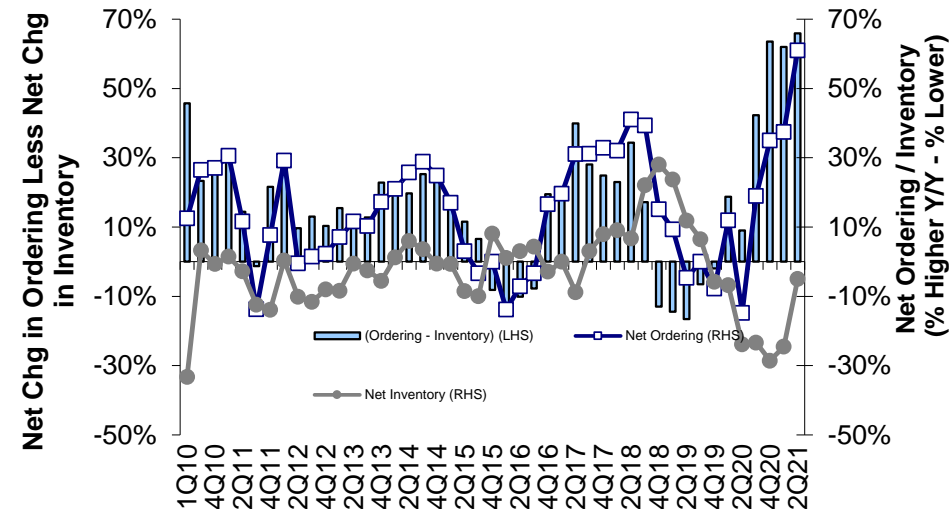 Net Chg in Ordering Less Net Chg
in Inventory
70%
50%
30%
10%
-10%
-30%
-50%
(Ordering - Inventory) (LHS)
Net Ordering (RHS)
Net Inventory (RHS)
70%
50%
30%
10%
-10%
-30%
-50%
Net Ordering / Inventory
(% Higher Y/Y - % Lower)
1Q10
4Q10
2Q11
4Q11
2Q12
4Q12
2Q13
4Q13
2Q14
4Q14
2Q15
4Q15
2Q16
4Q16
2Q17
4Q17
2Q18
4Q18
2Q19
4Q19
2Q20
4Q20
2Q21